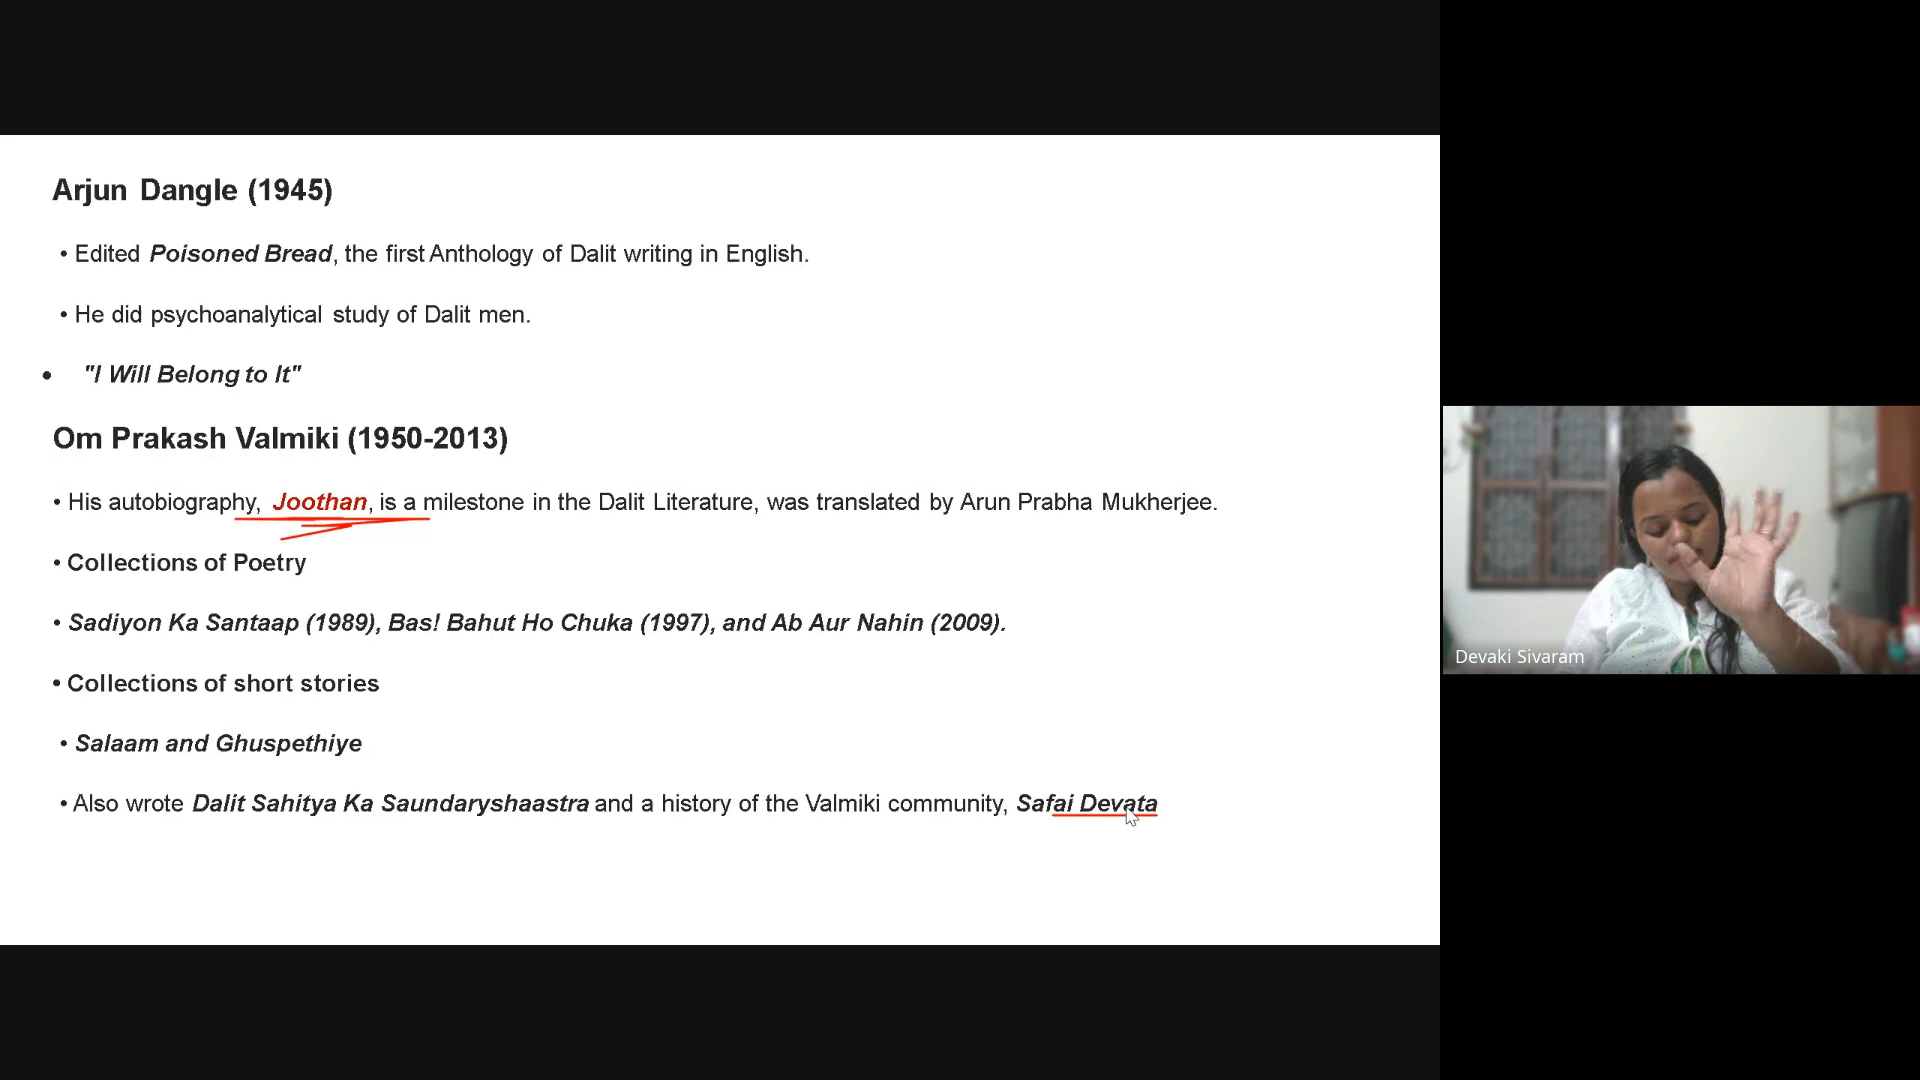 Arjun Dangle (1945)
• Edited Poisoned Bread, the first Anthology of Dalit writing in English.
• He did psychoanalytical study of Dalit men.
• "I Will Belong to It"
Om Prakash Valmiki (1950-2013)
• His autobiography, Joothan, is a milestone in the Dalit Literature, was translated by Arun Prabha Mukherjee.
• Collections of Poetry
• Sadiyon Ka Santaap (1989), Bas! Bahut Ho Chuka (1997), and Ab Aur Nahin (2009).
• Collections of short stories
• Salaam and Ghuspethiye
• Also wrote Dalit Sahitya Ka Saundaryshaastra and a history of the Valmiki community, Safai Devata
Devaki Sivaram